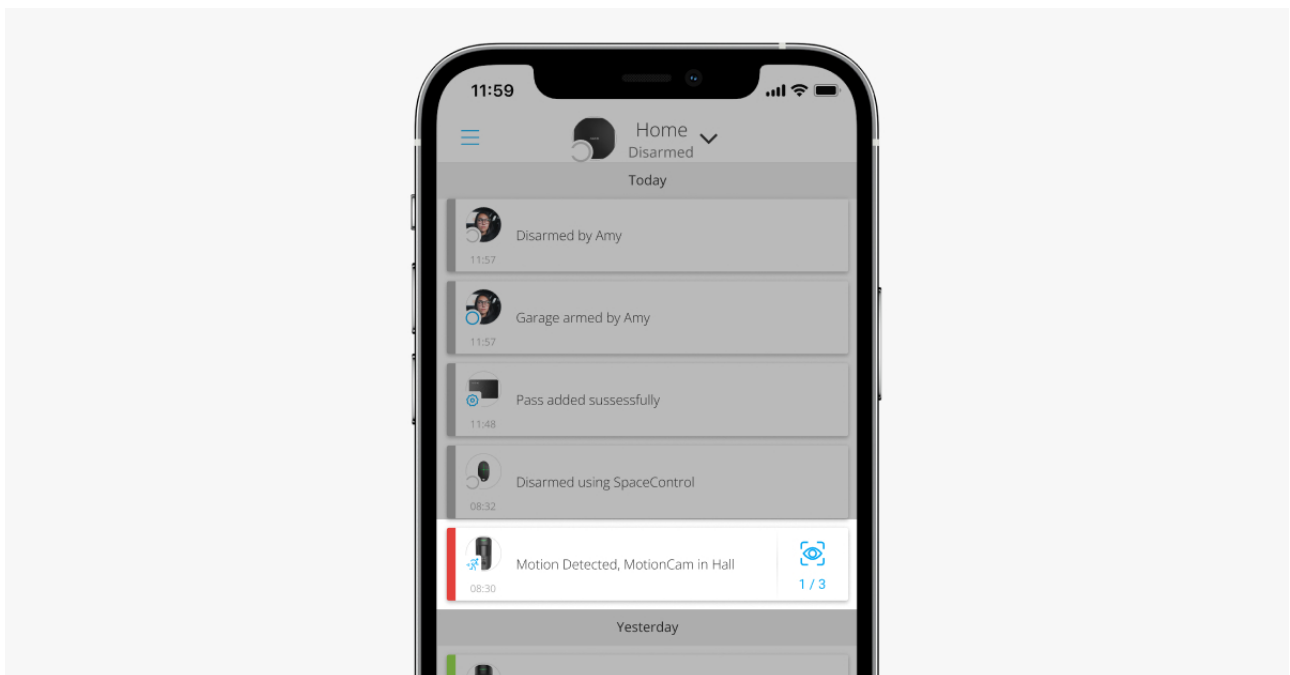 11:59
Home
Disarmed
Today
Disarmed by Amy
11:57
Garage armed by Amy
11:57
Pass added sussessfully
11:48
Disarmed using SpaceControl
08:32
Motion Detected, MotionCam in Hall
1 / 3
08:30
Yesterday